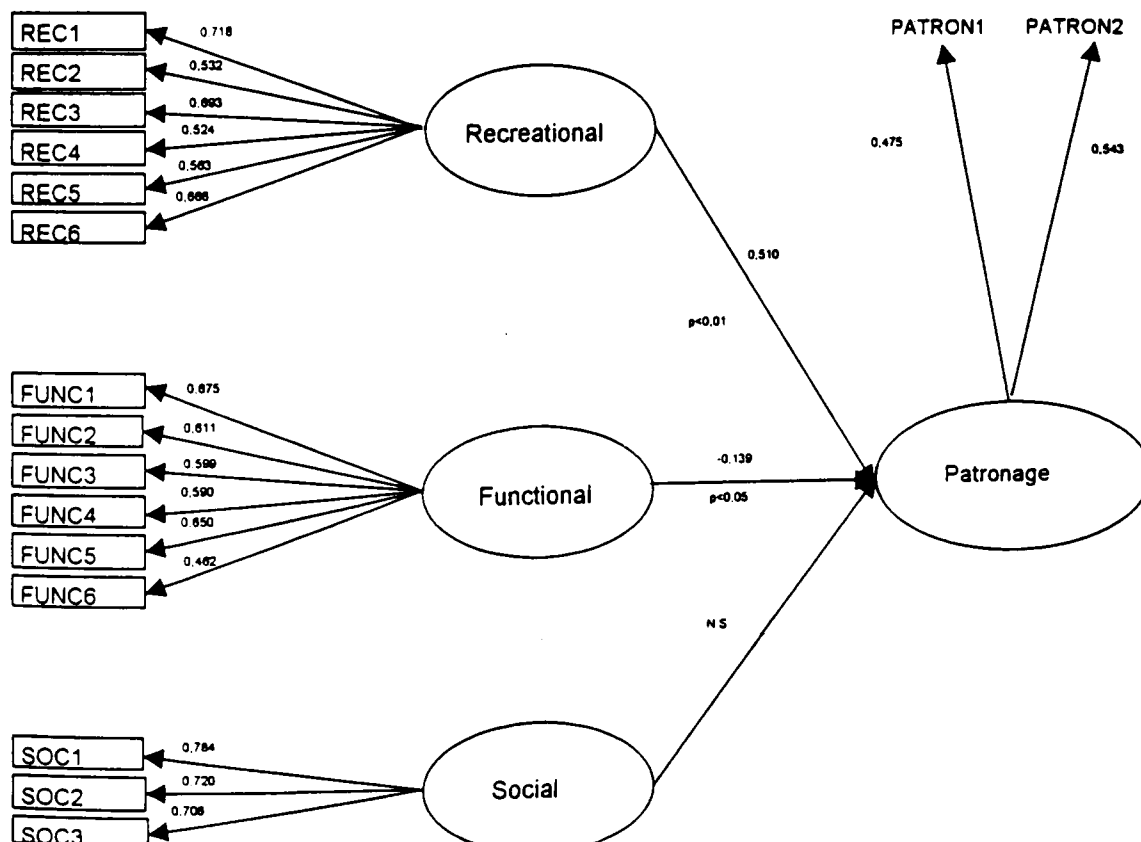 REC1
REC2
REC3
REC4
REC5
REC6
0,718
0,532
0,693
0,524
0,563
0,666
Recreational
PATRON1
PATRON2
0,475
0,543
0,510
p<0,01
FUNC1
FUNC2
FUNC3
FUNC4
FUNC5
FUNC6
0,675
0,611
0,599
0,590
0,650
0,462
Functional
-0,139
p<0,05
Patronage
N S
SOC1
SOC2
SOC3
0,784
0,720
0,706
Social